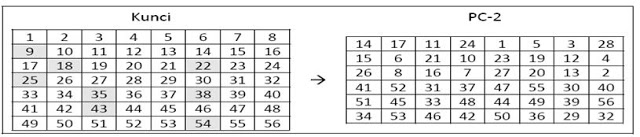 Kunci
1 2 3 4 5 6 7 8
9 10 11 12 13 14 15 16
17 18 19 20 21 22 23 24
25 26 27 28 29 30 31 32
33 34 35 36 37 38 39 40
41 42 43 44 45 46 47 48
49 50 51 52 53 54 55 56
→
PC-2
14 17 11 24 1 5 3 28
15 6 21 10 23 19 12 4
26 8 16 7 27 20 13 2
41 52 31 37 47 55 30 40
51 45 33 48 44 49 39 56
34 53 46 42 50 36 29 32